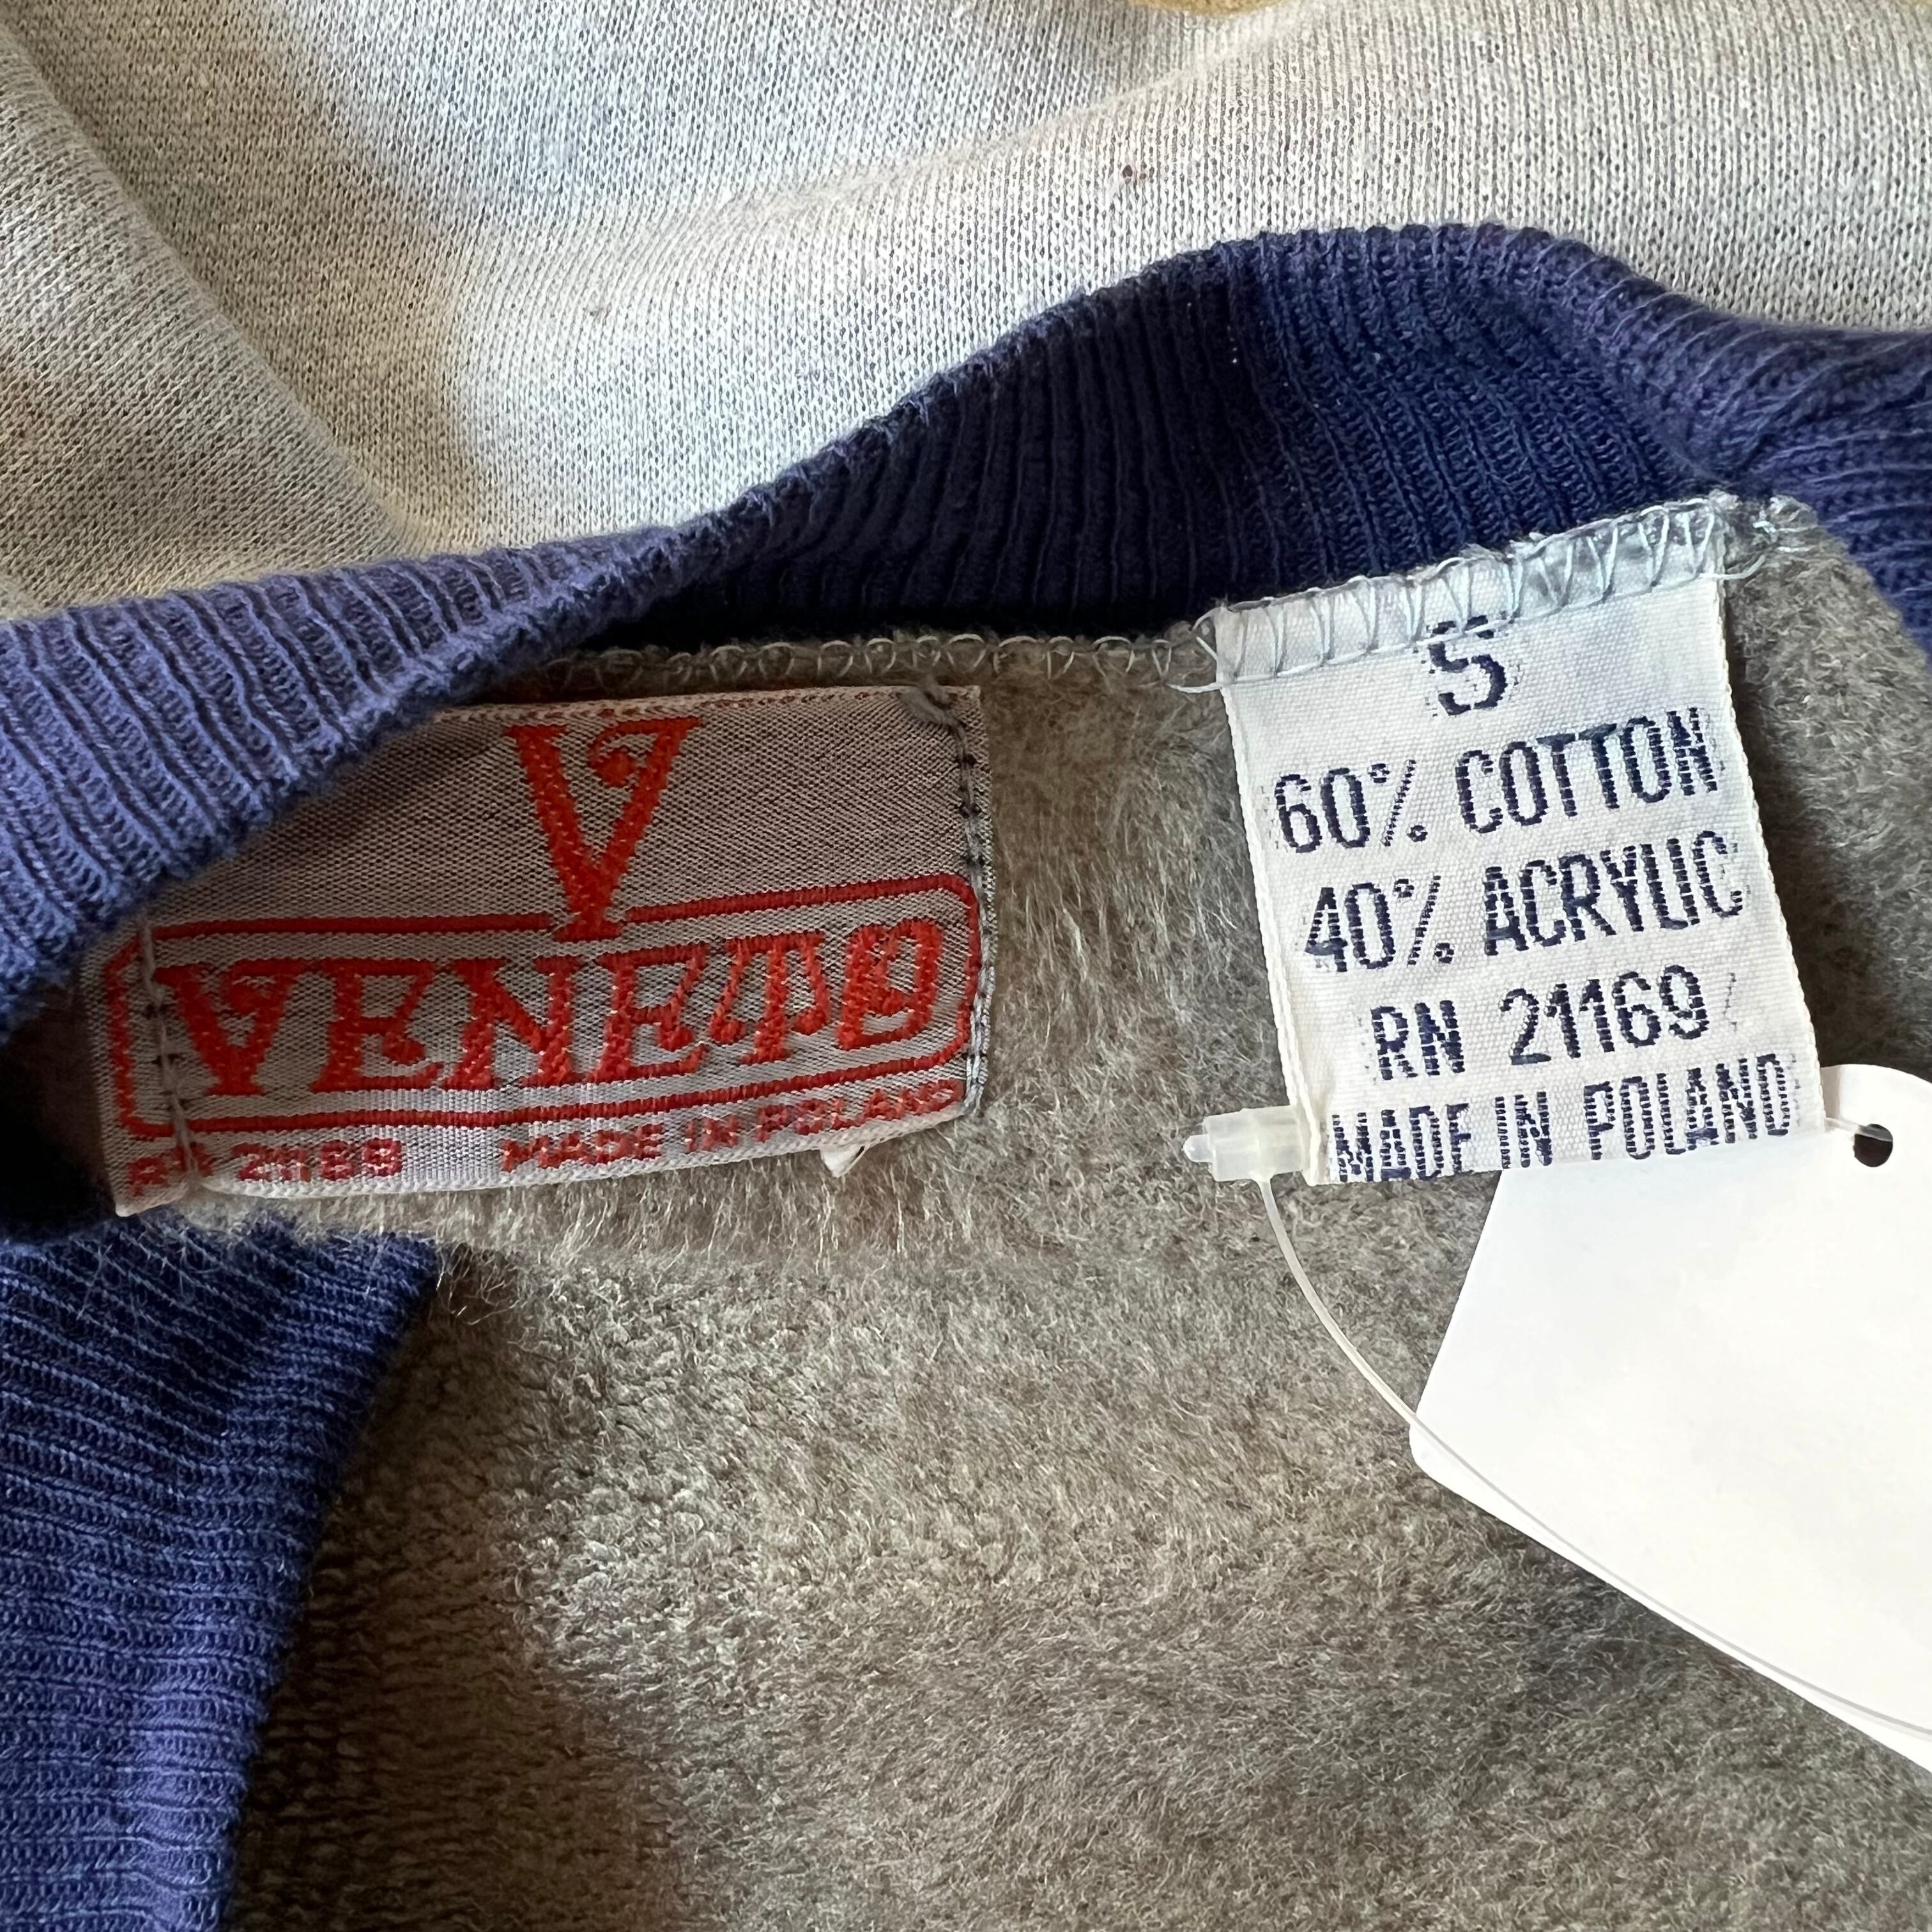 V
VENETO
RN 21169 MADE IN POLAND
S
60% COTTON
40% ACRYLIC
RN 21169
MADE IN POLAND